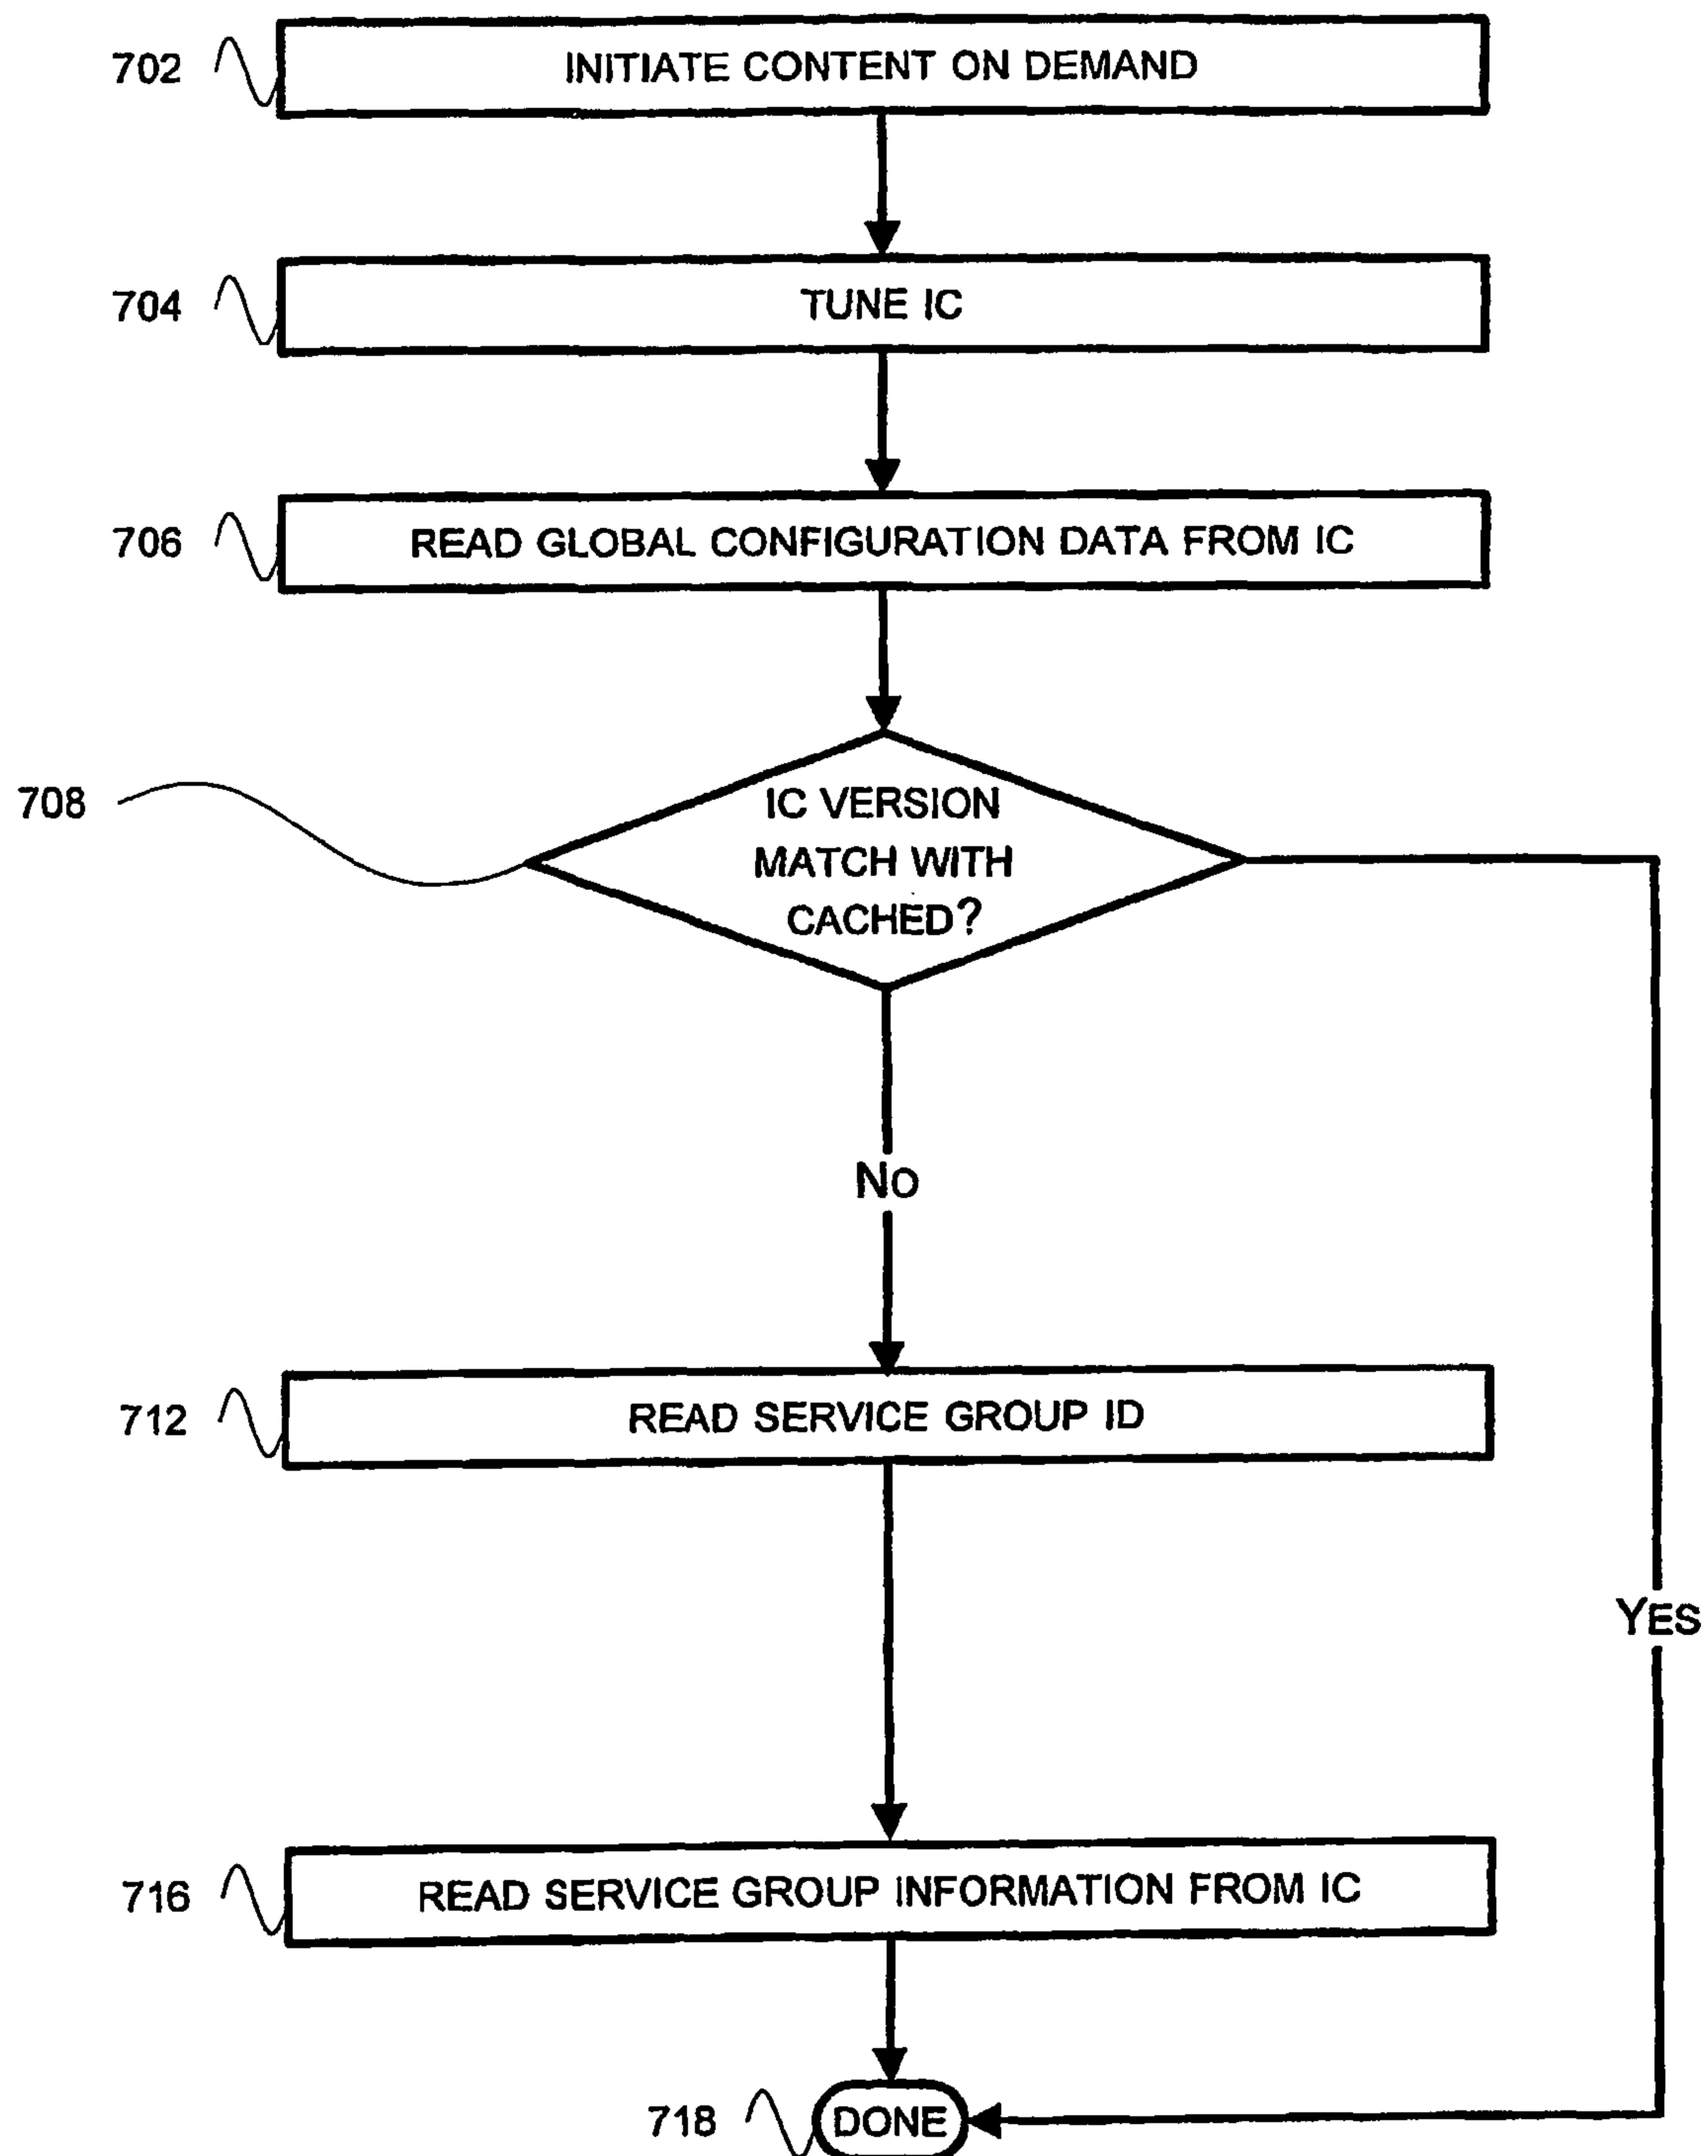 702
INITIATE CONTENT ON DEMAND
704
TUNE IC
706
READ GLOBAL CONFIGURATION DATA FROM IC
708
IC VERSION
MATCH WITH
CACHED?
NO
712
READ SERVICE GROUP ID
YES
716
READ SERVICE GROUP INFORMATION FROM IC
718
DONE